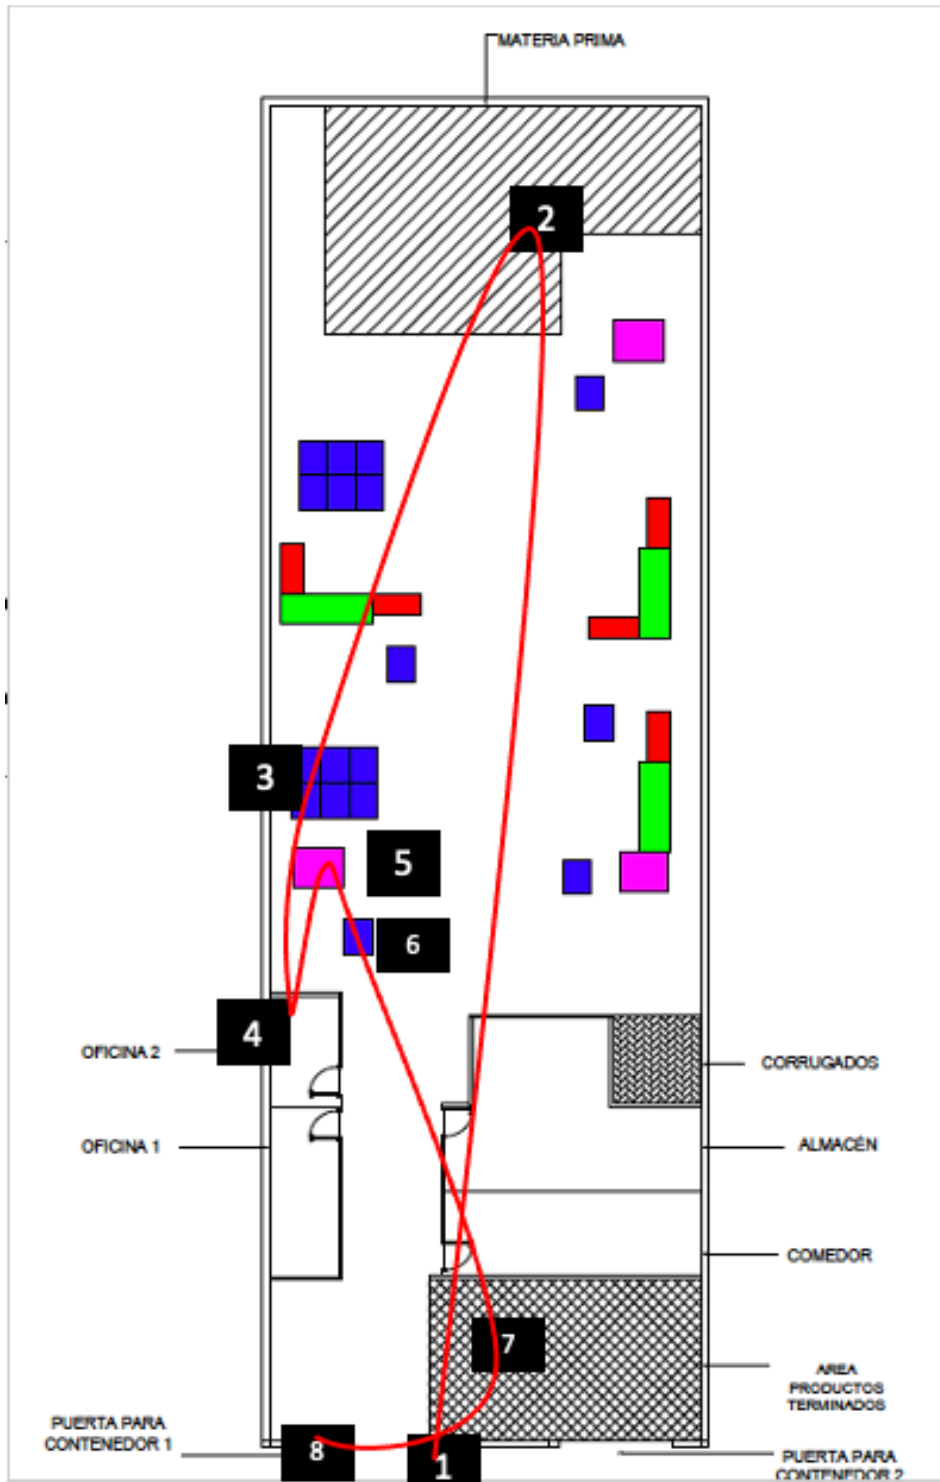 MATERIA PRIMA
2
3
5
6
4
OFICINA 2
CORRUGADOS
OFICINA 1
ALMACÉN
COMEDOR
7
AREA
PRODUCTOS
TERMINADOS
PUERTA PARA
CONTENEDOR 1
8
1
PUERTA PARA
CONTENEDOR 2